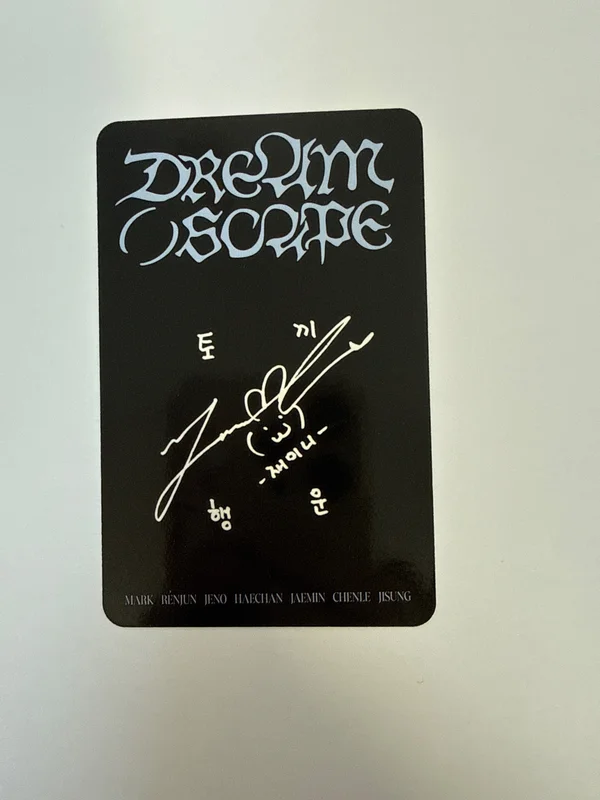 DREAM
()SCAPE
토 끼
-재미니-
행 운
MARK RENJUN JENO HAECHAN JAEMIN CHENLE JISUNG